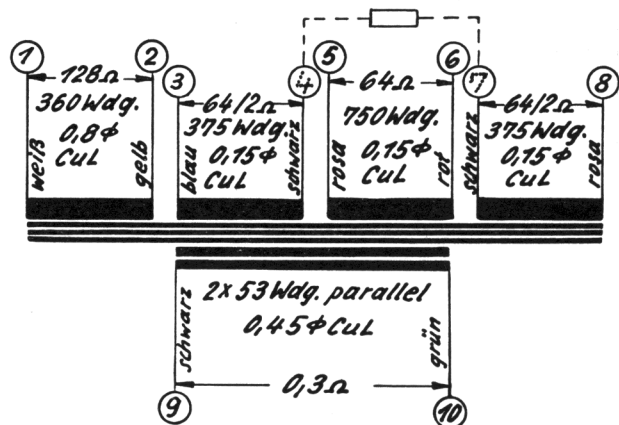 1
2
3
4
5
6
7
8
128Ω
360 Wdg.
0,8⌀
CuL
weiß
gelb
64/2Ω
375 Wdg.
0,15⌀
CuL
blau
schwarz
64Ω
750 Wdg.
0,15⌀
CuL
rosa
rot
64/2Ω
375 Wdg.
0,15⌀
CuL
schwarz
rosa
2x53 Wdg. parallel
0,45⌀ CuL
schwarz
grün
0,3Ω
9
10